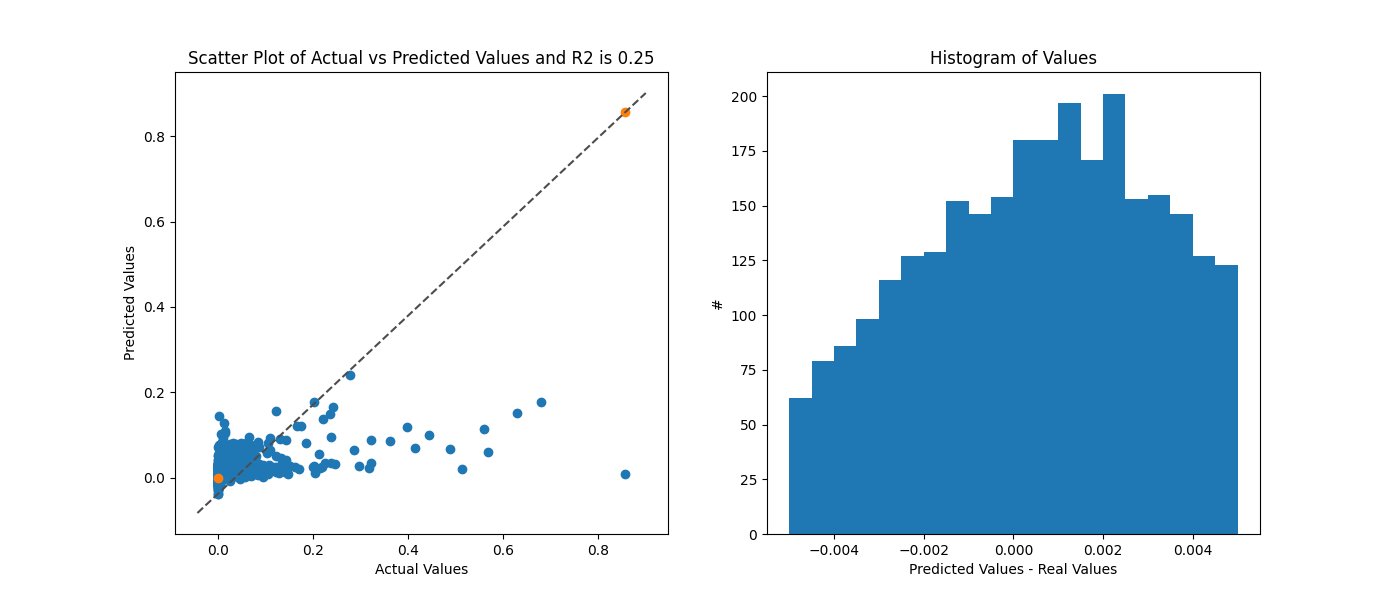 Scatter Plot of Actual vs Predicted Values and R2 is 0.25
Predicted Values
0.8
0.6
0.4
0.2
0.0
0.0 0.2 0.4 0.6 0.8
Actual Values
Histogram of Values
#
200
175
150
125
100
75
50
25
0
−0.004 −0.002 0.000 0.002 0.004
Predicted Values - Real Values